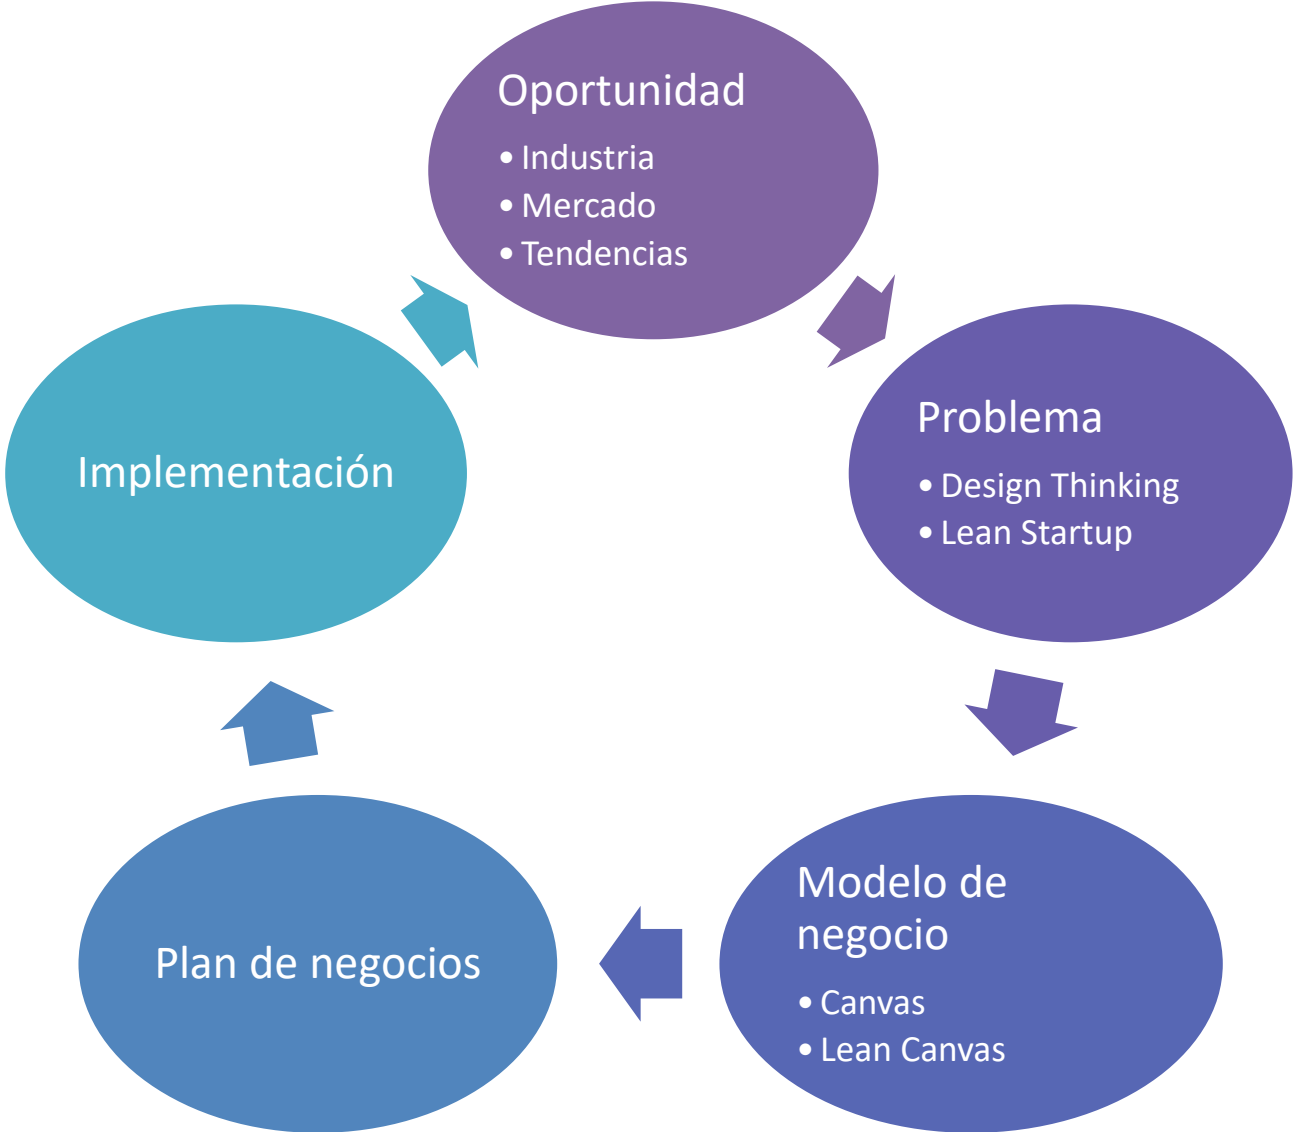 Oportunidad
• Industria
• Mercado
• Tendencias
Problema
• Design Thinking
• Lean Startup
Modelo de
negocio
• Canvas
• Lean Canvas
Plan de negocios
Implementación